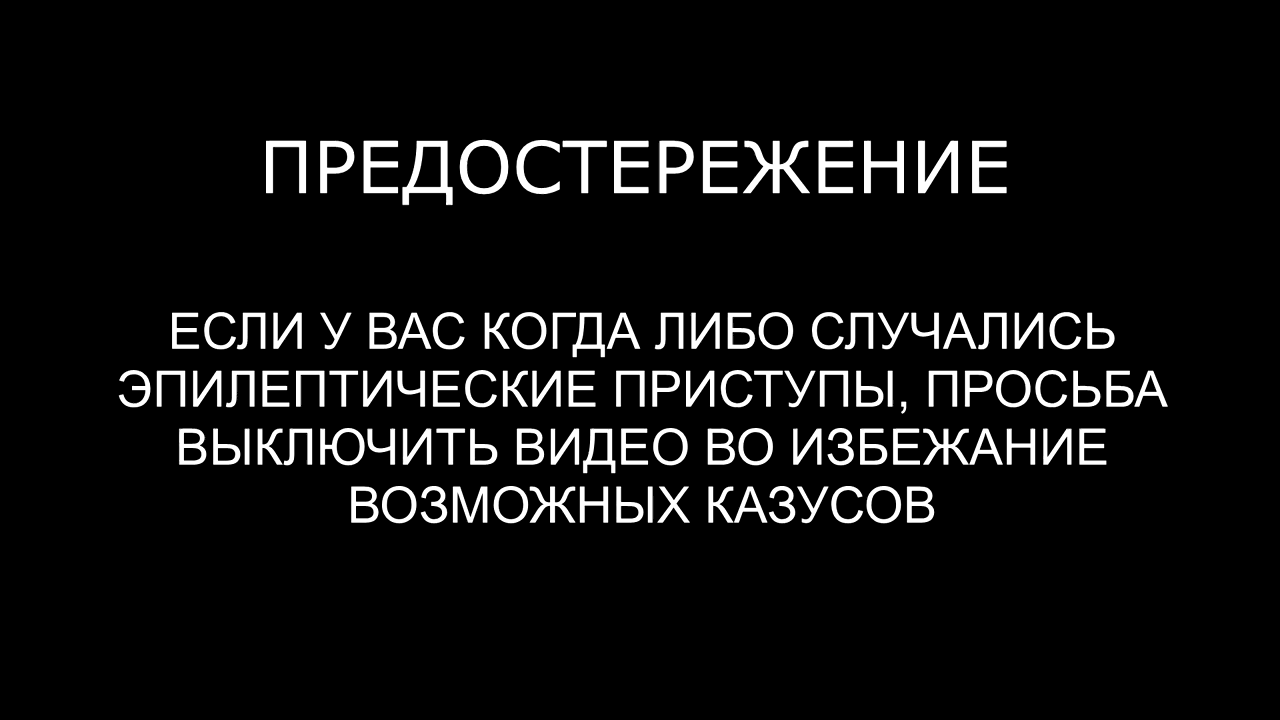 ПРЕДОСТЕРЕЖЕНИЕ
ЕСЛИ У ВАС КОГДА ЛИБО СЛУЧАЛИСЬ
ЭПИЛЕПТИЧЕСКИЕ ПРИСТУПЫ, ПРОСЬБА
ВЫКЛЮЧИТЬ ВИДЕО ВО ИЗБЕЖАНИЕ
ВОЗМОЖНЫХ КАЗУСОВ